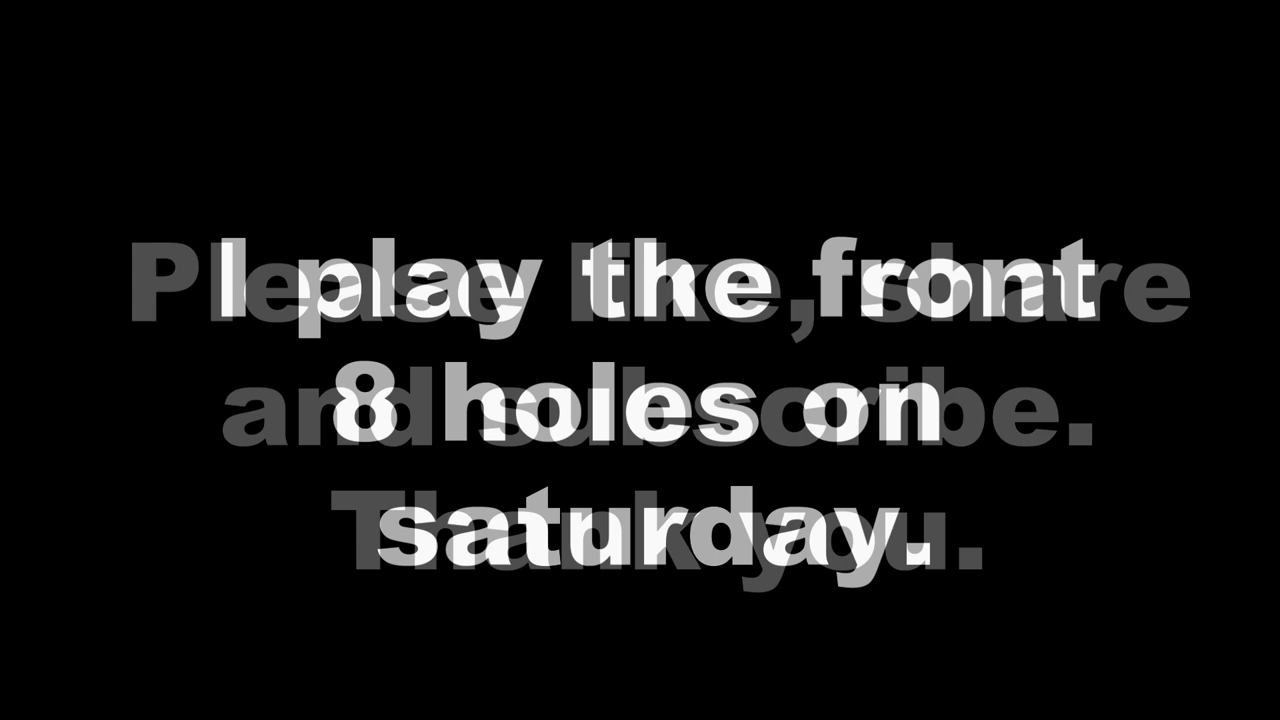 I play the front
8 holes on
saturday.
Please like, share
and subscribe.
Thank you.